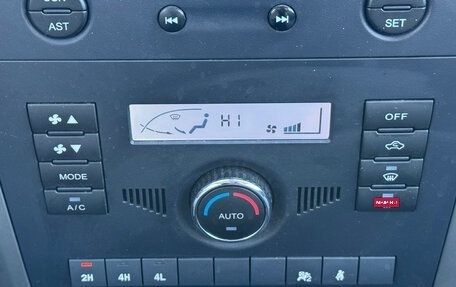 AST
SET
HI
OFF
MODE
A/C
AUTO
2H
4H
4L